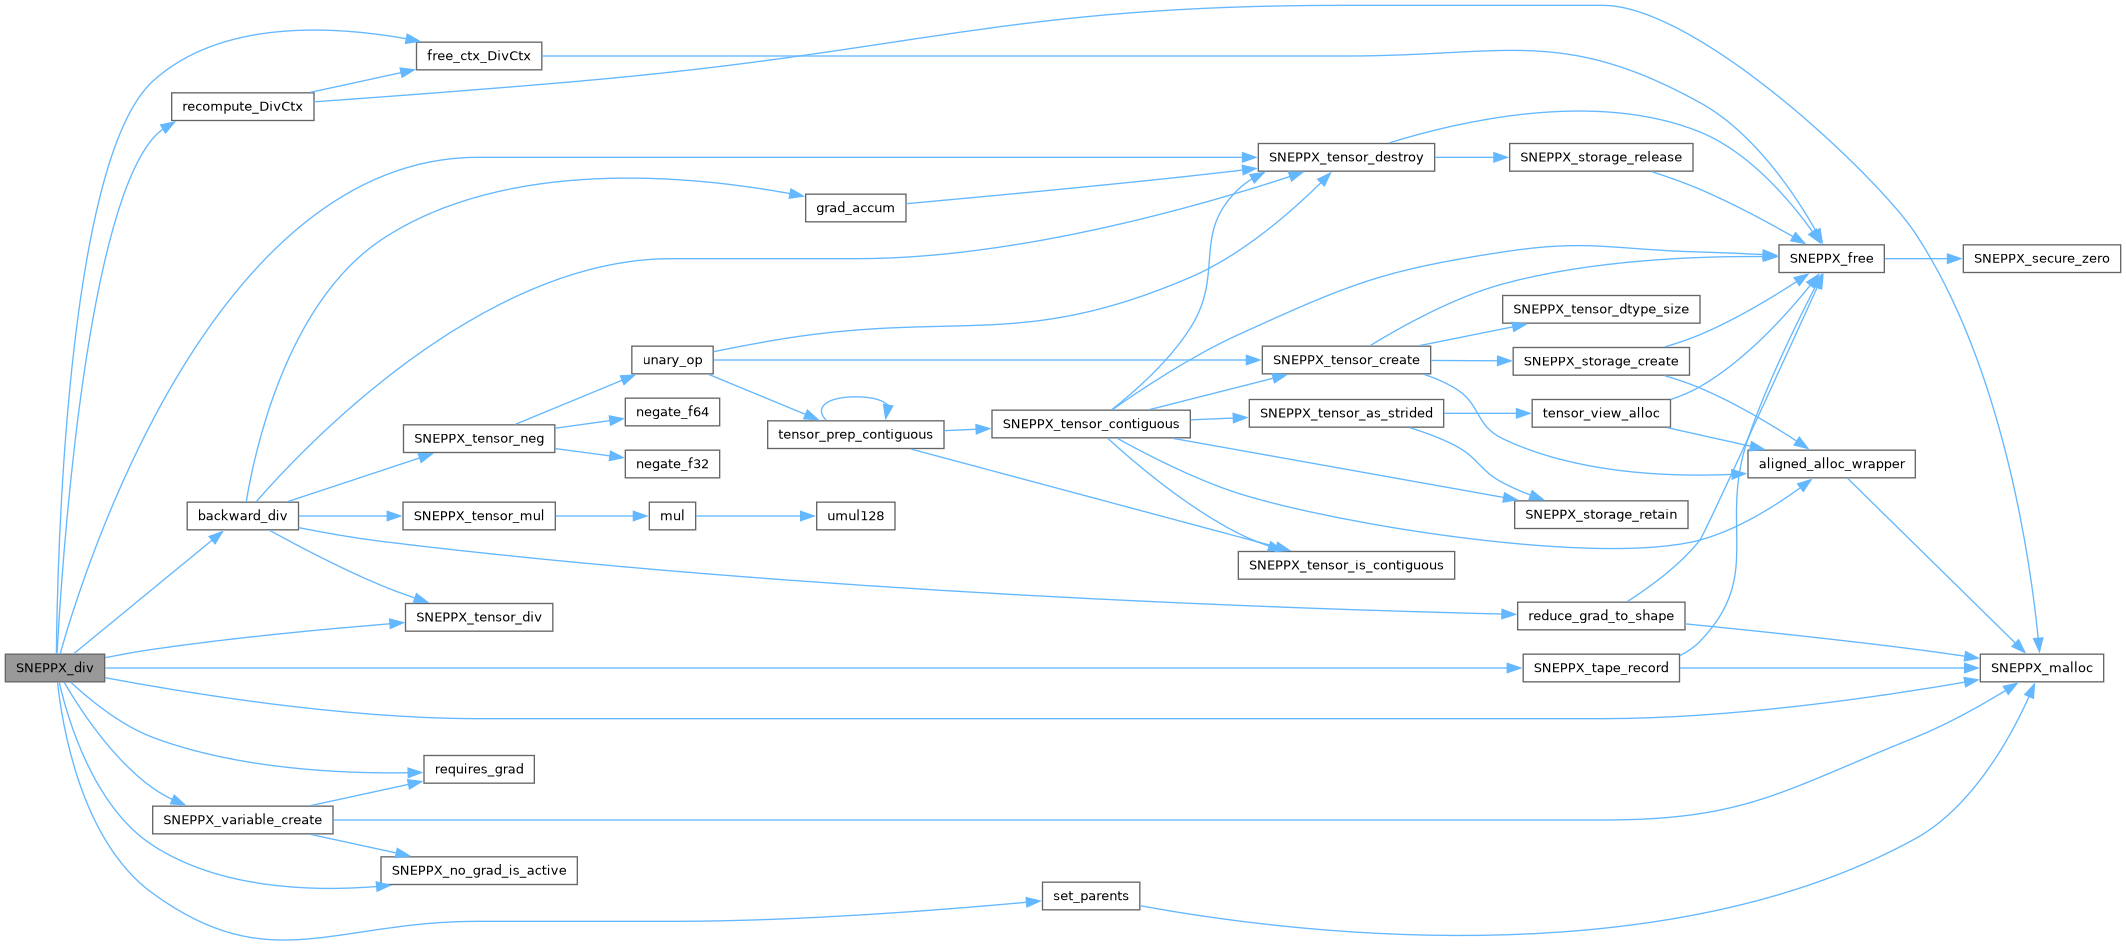 SNEPPX_div
free_ctx_DivCtx
recompute_DivCtx
backward_div
SNEPPX_variable_create
SNEPPX_tensor_neg
SNEPPX_tensor_mul
SNEPPX_tensor_div
requires_grad
SNEPPX_no_grad_is_active
unary_op
negate_f64
negate_f32
mul
grad_accum
tensor_prep_contiguous
umul128
SNEPPX_tensor_contiguous
set_parents
SNEPPX_tensor_destroy
SNEPPX_tensor_create
SNEPPX_tensor_as_strided
SNEPPX_tensor_is_contiguous
SNEPPX_storage_release
SNEPPX_tensor_dtype_size
SNEPPX_storage_create
tensor_view_alloc
SNEPPX_storage_retain
reduce_grad_to_shape
SNEPPX_tape_record
SNEPPX_free
aligned_alloc_wrapper
SNEPPX_secure_zero
SNEPPX_malloc